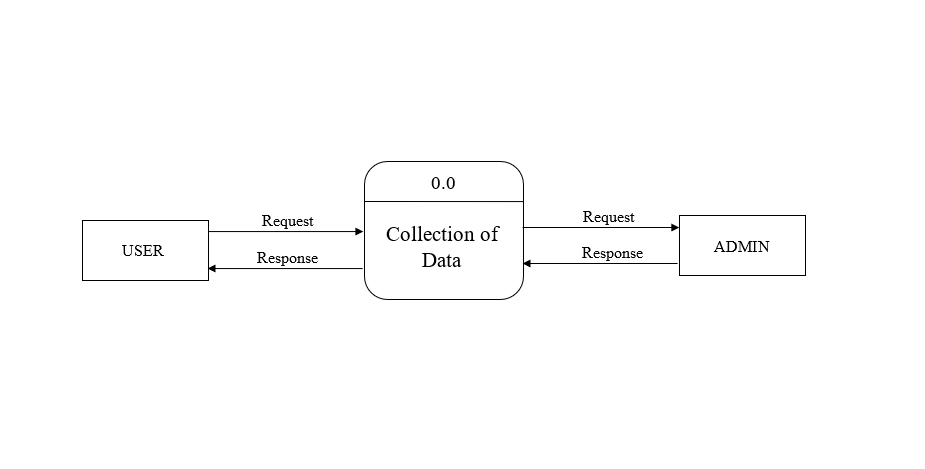 0.0
Request
Request
Collection of
Data
USER
ADMIN
Response
Response